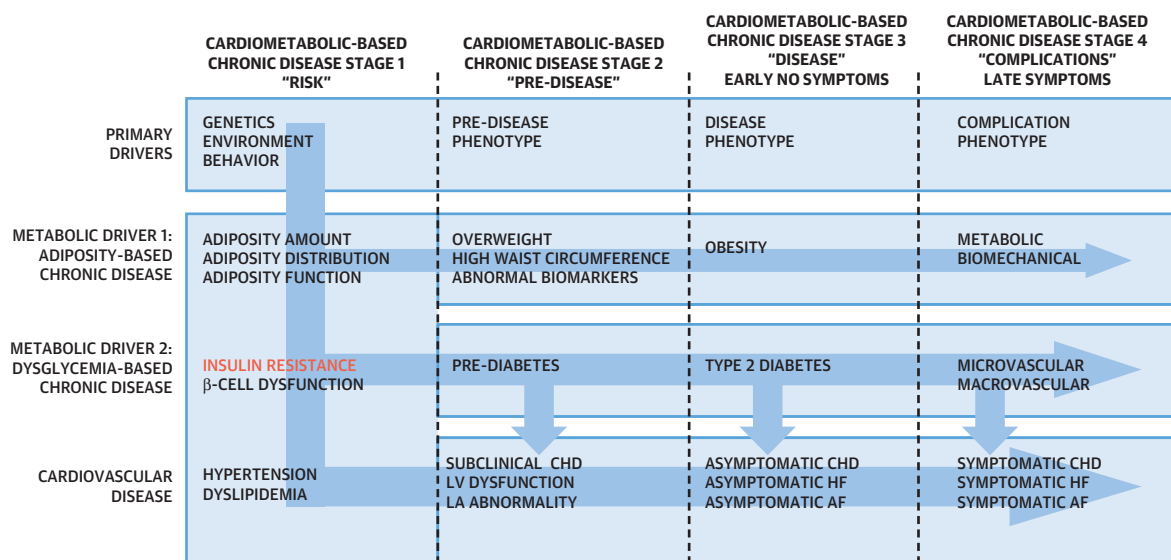 CARDIOMETABOLIC-BASED
CHRONIC DISEASE STAGE 1
“RISK”
CARDIOMETABOLIC-BASED
CHRONIC DISEASE STAGE 2
“PRE-DISEASE”
CARDIOMETABOLIC-BASED
CHRONIC DISEASE STAGE 3
“DISEASE”
EARLY NO SYMPTOMS
CARDIOMETABOLIC-BASED
CHRONIC DISEASE STAGE 4
“COMPLICATIONS”
LATE SYMPTOMS
PRIMARY
DRIVERS
GENETICS
ENVIRONMENT
BEHAVIOR
PRE-DISEASE
PHENOTYPE
DISEASE
PHENOTYPE
COMPLICATION
PHENOTYPE
METABOLIC DRIVER 1:
ADIPOSITY-BASED
CHRONIC DISEASE
ADIPOSITY AMOUNT
ADIPOSITY DISTRIBUTION
ADIPOSITY FUNCTION
OVERWEIGHT
HIGH WAIST CIRCUMFERENCE
ABNORMAL BIOMARKERS
OBESITY
METABOLIC
BIOMECHANICAL
METABOLIC DRIVER 2:
DYSGLYCEMIA-BASED
CHRONIC DISEASE
INSULIN RESISTANCE
β-CELL DYSFUNCTION
PRE-DIABETES
TYPE 2 DIABETES
MICROVASCULAR
MACROVASCULAR
CARDIOVASCULAR
DISEASE
HYPERTENSION
DYSLIPIDEMIA
SUBCLINICAL CHD
LV DYSFUNCTION
LA ABNORMALITY
ASYMPTOMATIC CHD
ASYMPTOMATIC HF
ASYMPTOMATIC AF
SYMPTOMATIC CHD
SYMPTOMATIC HF
SYMPTOMATIC AF